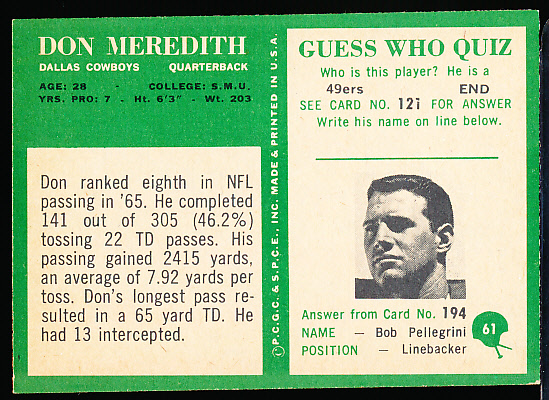 DON MEREDITH
DALLAS COWBOYS QUARTERBACK
AGE: 28 - COLLEGE: S.M.U.
YRS. PRO: 7 - Ht. 6'3" - Wt. 203
Don ranked eighth in NFL
passing in '65. He completed
141 out of 305 (46.2%)
tossing 22 TD passes. His
passing gained 2415 yards,
an average of 7.92 yards per
toss. Don's longest pass re-
sulted in a 65 yard TD. He
had 13 intercepted.
© P.C.G.C. & S.P.C.E., INC. MADE & PRINTED IN U.S.A.
GUESS WHO QUIZ
Who is this player? He is a
49ers END
SEE CARD NO. 121 FOR ANSWER
Write his name on line below.
Answer from Card No. 194
NAME — Bob Pellegrini
POSITION — Linebacker
61